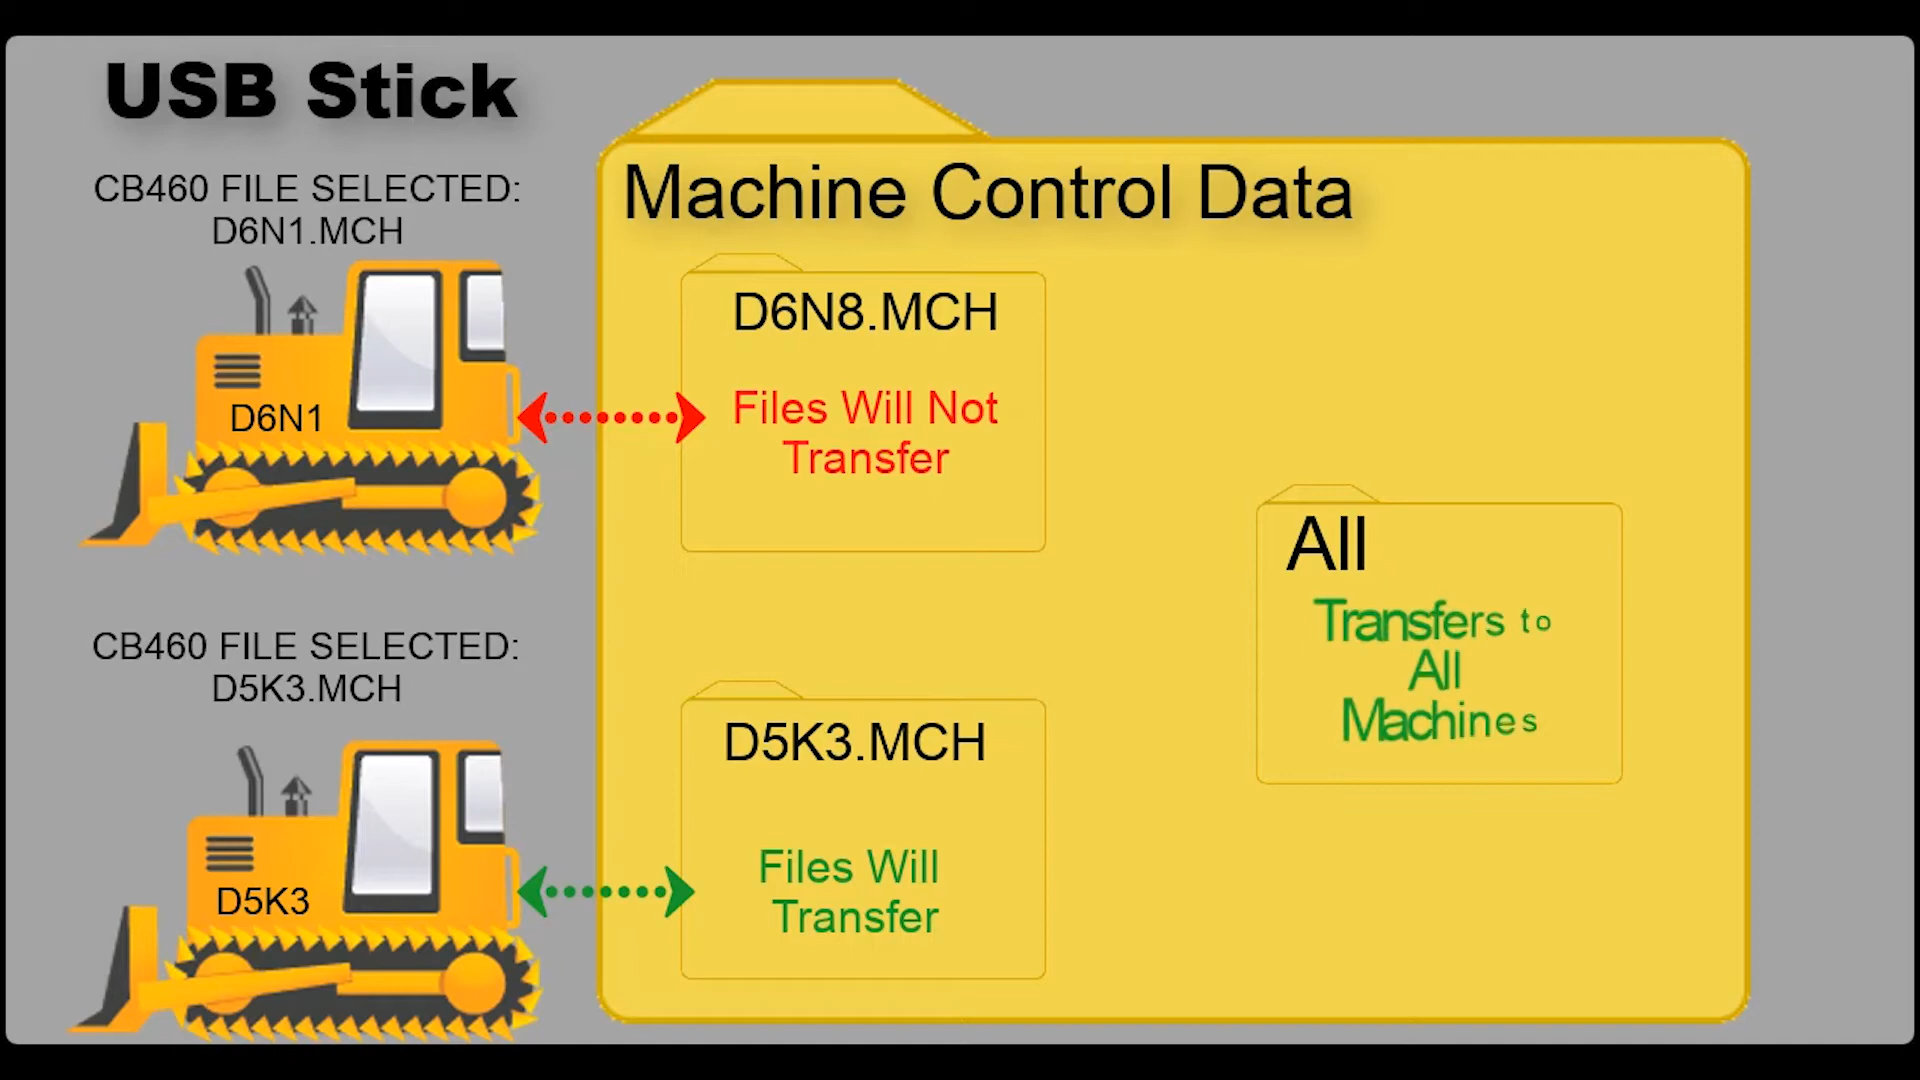 USB Stick
CB460 FILE SELECTED:
D6N1.MCH
D6N1
CB460 FILE SELECTED:
D5K3.MCH
D5K3
Machine Control Data
D6N8.MCH
Files Will Not
Transfer
D5K3.MCH
Files Will
Transfer
All
Transfers to
All
Machines